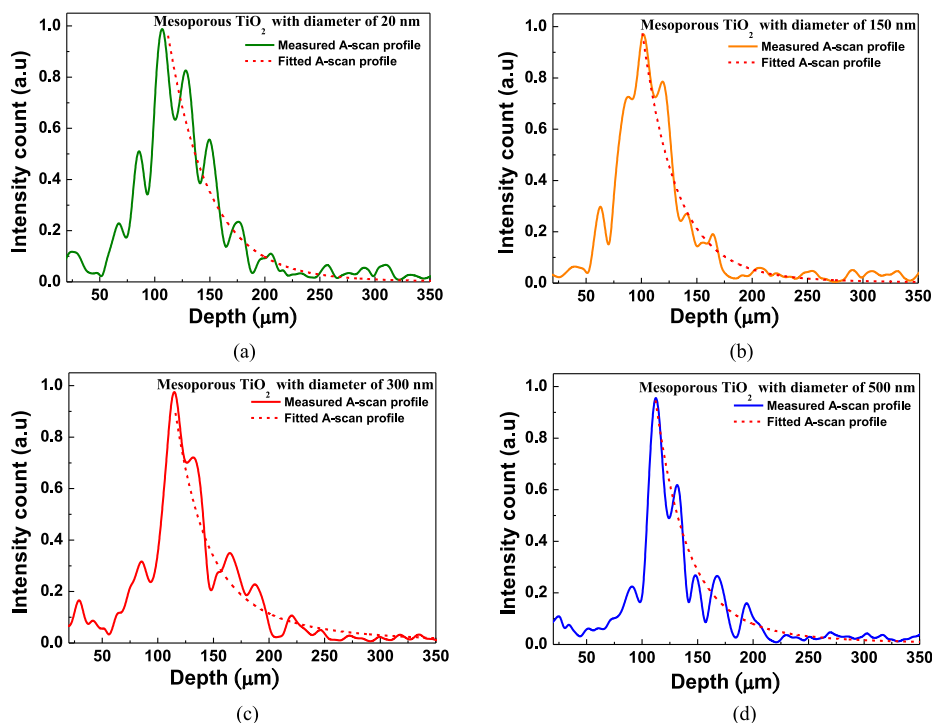 Mesoporous TiO2 with diameter of 20 nm
Measured A-scan profile
Fitted A-scan profile
Intensity count (a.u)
1.0
0.8
0.6
0.4
0.2
0.0
50 100 150 200 250 300 350
Depth (μm)
(a)
Mesoporous TiO2 with diameter of 150 nm
Measured A-scan profile
Fitted A-scan profile
Intensity count (a.u)
1.0
0.8
0.6
0.4
0.2
0.0
50 100 150 200 250 300 350
Depth (μm)
(b)
Mesoporous TiO2 with diameter of 300 nm
Measured A-scan profile
Fitted A-scan profile
Intensity count (a.u)
1.0
0.8
0.6
0.4
0.2
0.0
50 100 150 200 250 300 350
Depth (μm)
(c)
Mesoporous TiO2 with diameter of 500 nm
Measured A-scan profile
Fitted A-scan profile
Intensity count (a.u)
1.0
0.8
0.6
0.4
0.2
0.0
50 100 150 200 250 300 350
Depth (μm)
(d)